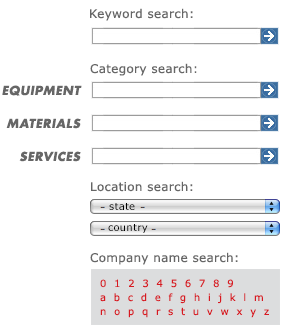 Keyword search:
Category search:
EQUIPMENT
MATERIALS
SERVICES
Location search:
- state -
- country -
Company name search:
0 1 2 3 4 5 6 7 8 9
a b c d e f g h i j k l m
n o p q r s t u v w x y z